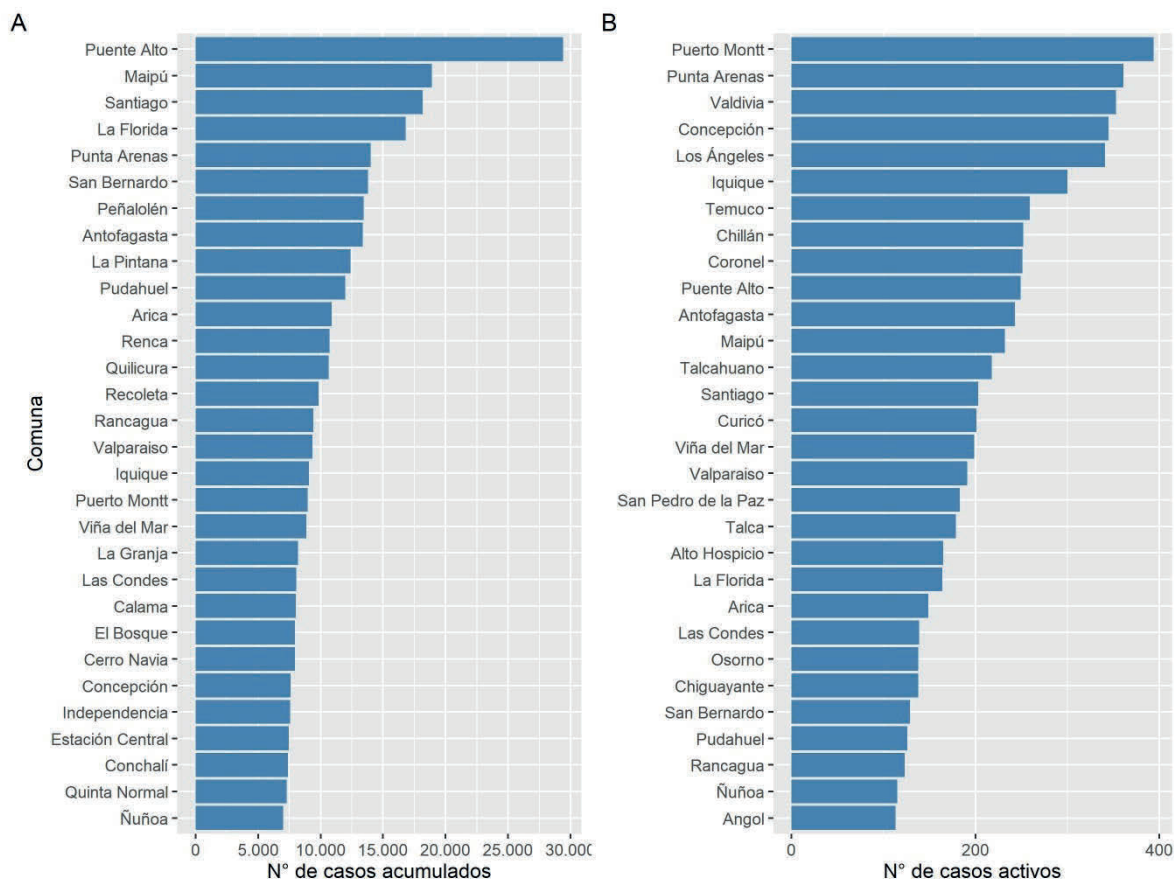 A
Puente Alto
Maipú
Santiago
La Florida
Punta Arenas
San Bernardo
Peñalolén
Antofagasta
La Pintana
Pudahuel
Arica
Renca
Quilicura
Recoleta
Rancagua
Valparaiso
Iquique
Puerto Montt
Viña del Mar
La Granja
Las Condes
Calama
El Bosque
Cerro Navia
Concepción
Independencia
Estación Central
Conchalí
Quinta Normal
Ñuñoa
Comuna
0 5.000 10.000 15.000 20.000 25.000 30.000
N° de casos acumulados
B
Puerto Montt
Punta Arenas
Valdivia
Concepción
Los Ángeles
Iquique
Temuco
Chillán
Coronel
Puente Alto
Antofagasta
Maipú
Talcahuano
Santiago
Curicó
Viña del Mar
Valparaiso
San Pedro de la Paz
Talca
Alto Hospicio
La Florida
Arica
Las Condes
Osorno
Chiguayante
San Bernardo
Pudahuel
Rancagua
Ñuñoa
Angol
0 200 400
N° de casos activos